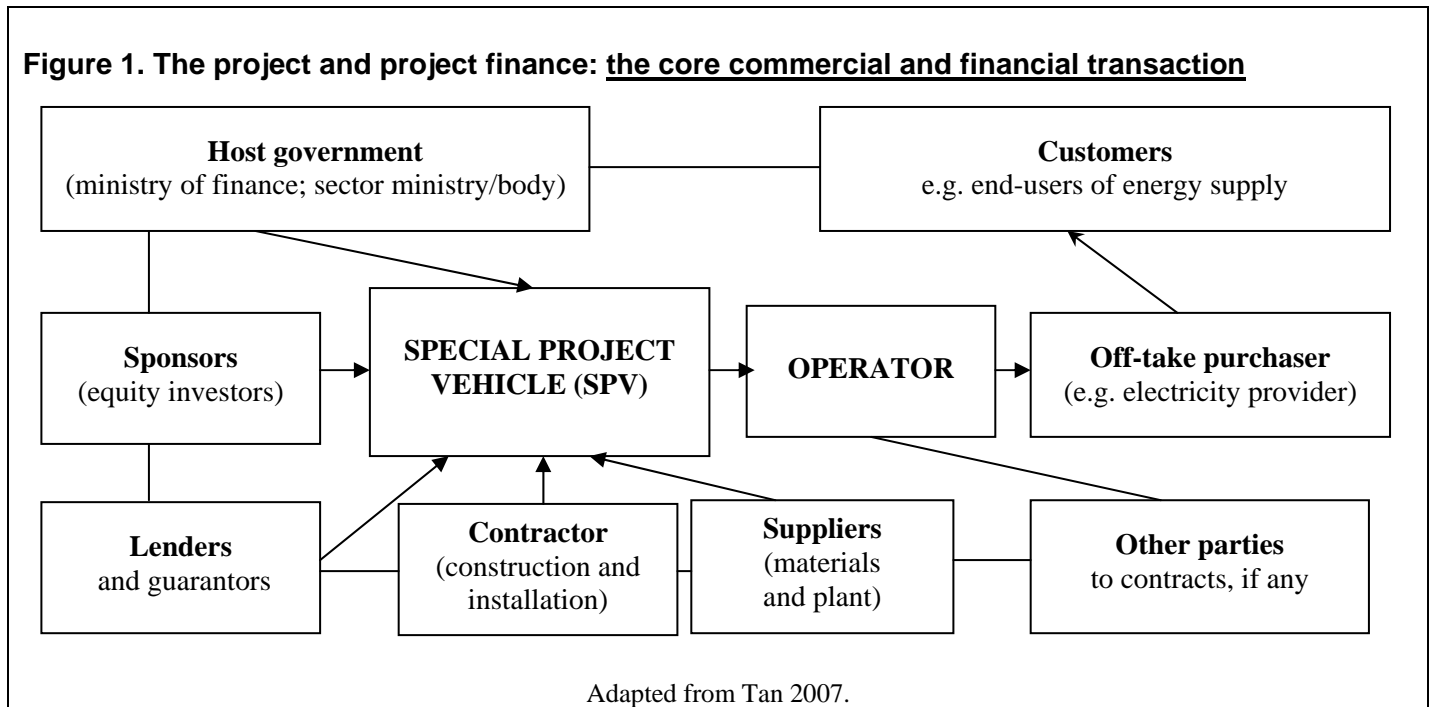 Figure 1. The project and project finance: the core commercial and financial transaction
Host government
(ministry of finance; sector ministry/body)
Customers
e.g. end-users of energy supply
Sponsors
(equity investors)
SPECIAL PROJECT
VEHICLE (SPV)
OPERATOR
Off-take purchaser
(e.g. electricity provider)
Lenders
and guarantors
Contractor
(construction and
installation)
Suppliers
(materials
and plant)
Other parties
to contracts, if any
Adapted from Tan 2007.